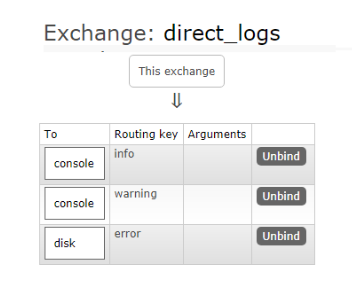 Exchange: direct_logs
This exchange
⇓
To Routing key Arguments
console info Unbind
console warning Unbind
disk error Unbind